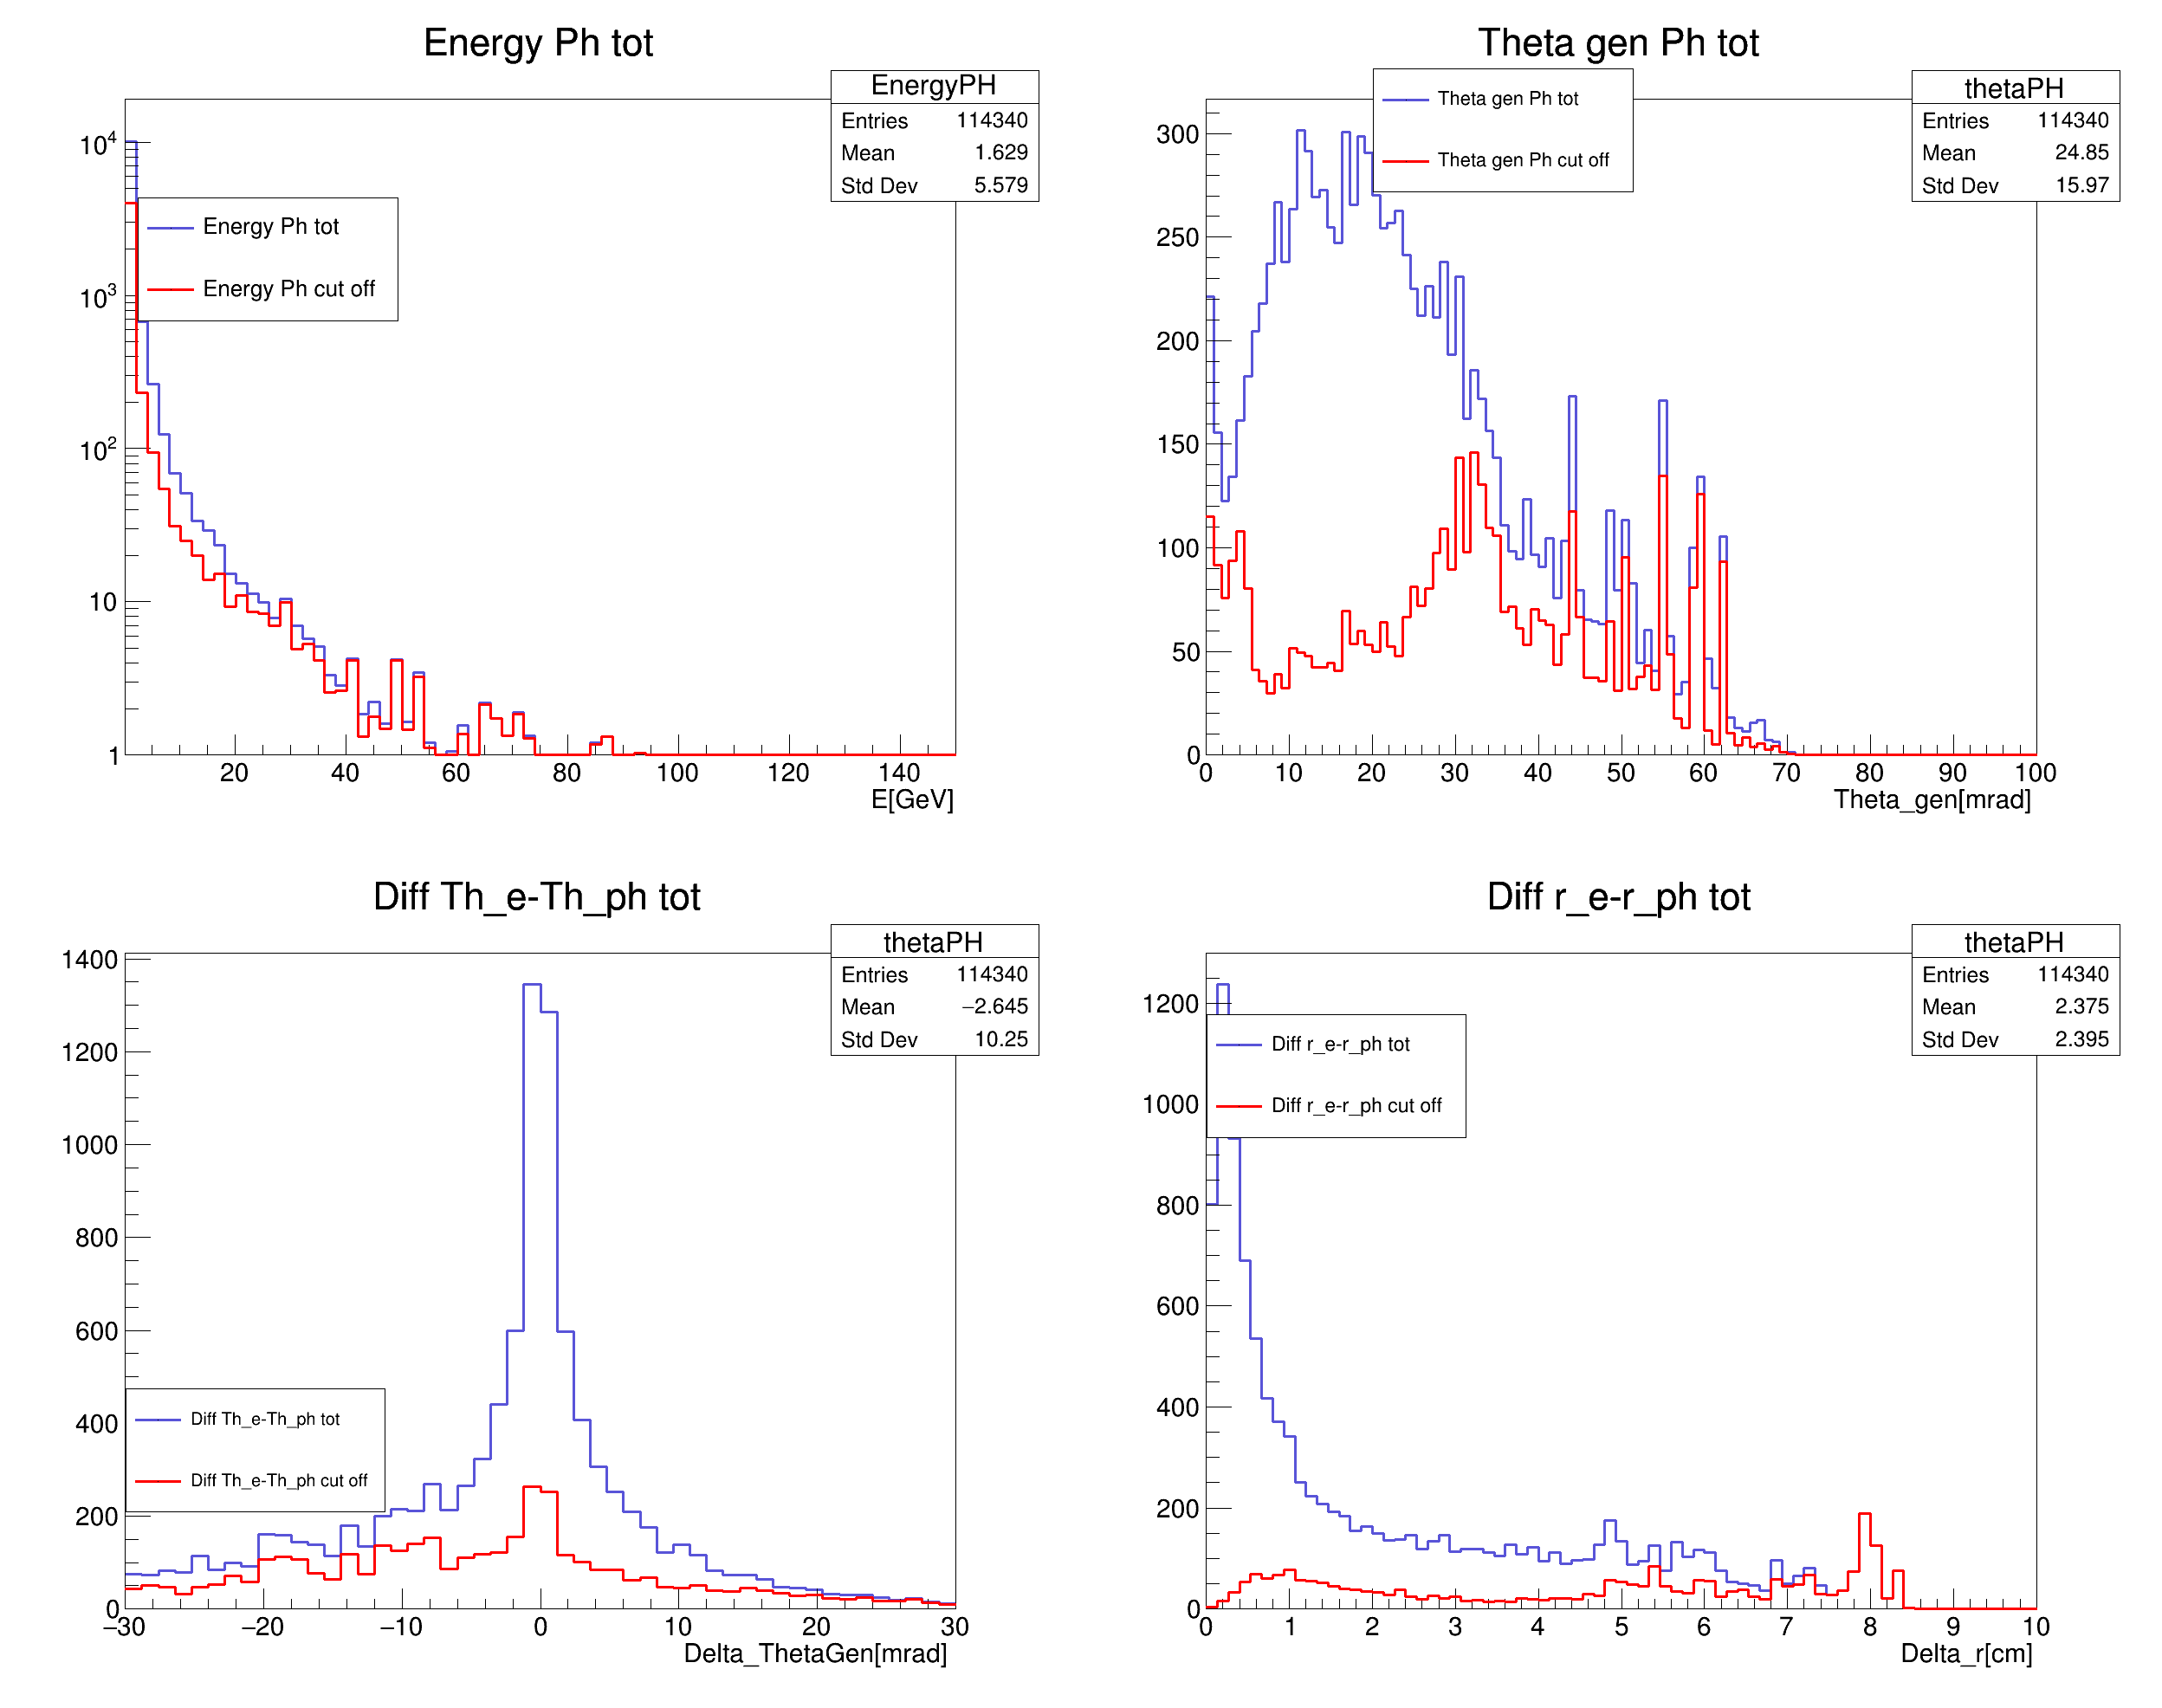 Energy Ph tot
EnergyPH
Entries 114340
Mean 1.629
Std Dev 5.579
Energy Ph tot
Energy Ph cut off
10^4
10^3
10^2
10
1
20 40 60 80 100 120 140
E[GeV]
Theta gen Ph tot
thetaPH
Entries 114340
Mean 24.85
Std Dev 15.97
Theta gen Ph tot
Theta gen Ph cut off
300
250
200
150
100
50
0
0 10 20 30 40 50 60 70 80 90 100
Theta_gen[mrad]
Diff Th_e-Th_ph tot
thetaPH
Entries 114340
Mean −2.645
Std Dev 10.25
Diff Th_e-Th_ph tot
Diff Th_e-Th_ph cut off
1400
1200
1000
800
600
400
200
0
−30 −20 −10 0 10 20 30
Delta_ThetaGen[mrad]
Diff r_e-r_ph tot
thetaPH
Entries 114340
Mean 2.375
Std Dev 2.395
Diff r_e-r_ph tot
Diff r_e-r_ph cut off
1200
1000
800
600
400
200
0
0 1 2 3 4 5 6 7 8 9 10
Delta_r[cm]